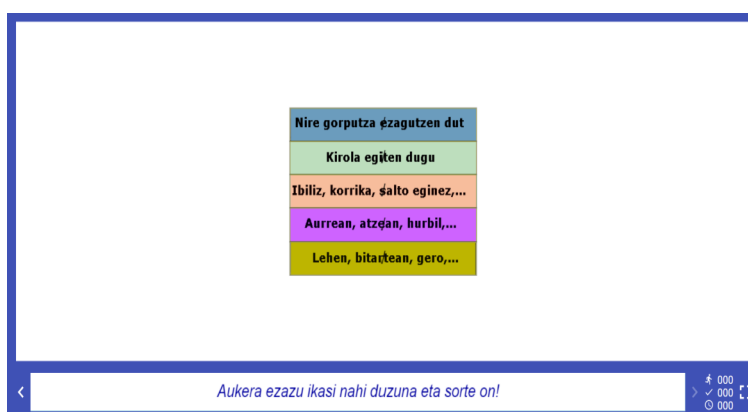 Nire gorputza ezagutzen dut
Kirola egiten dugu
Ibiliz, korrika, salto eginez,...
Aurrean, atzean, hurbil,...
Lehen, bitartean, gero,...
Aukera ezazu ikasi nahi duzuna eta sorte on!
000
000
000